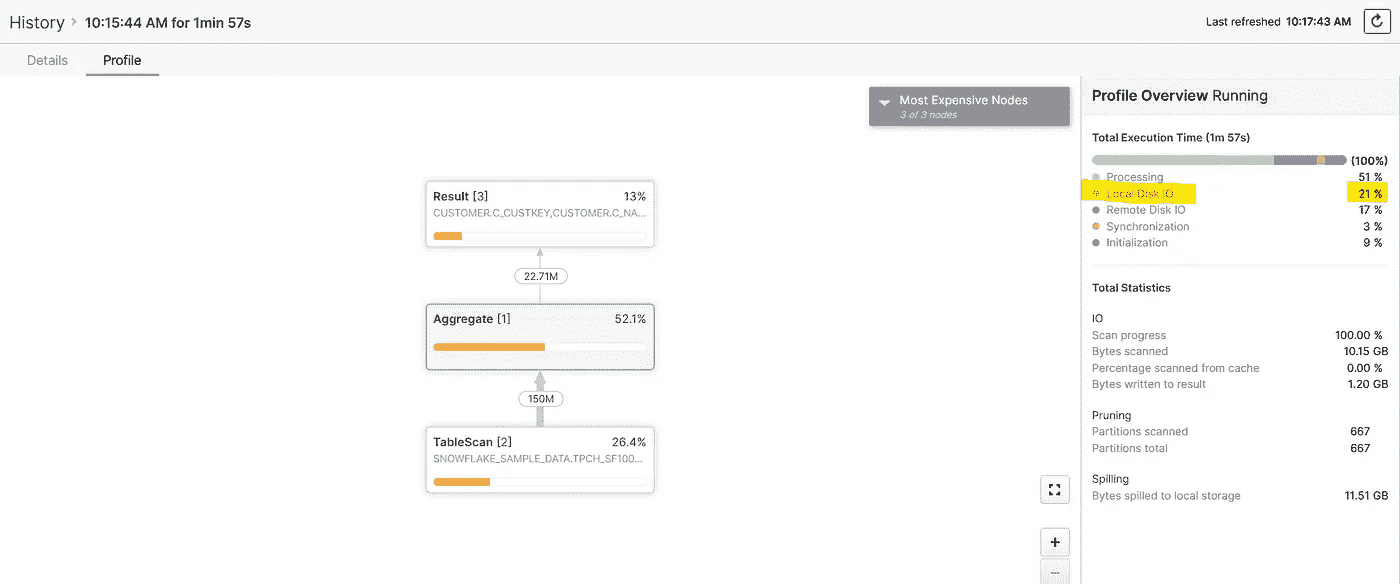 History > 10:15:44 AM for 1min 57s
Last refreshed 10:17:43 AM
Details Profile
Most Expensive Nodes
3 of 3 nodes
Result [3] 13%
CUSTOMER.C_CUSTKEY,CUSTOMER.C_NA...
22.71M
Aggregate [1] 52.1%
150M
TableScan [2] 26.4%
SNOWFLAKE_SAMPLE_DATA.TPCH_SF100...
+
–
Profile Overview Running
Total Execution Time (1m 57s)
(100%)
Processing 51 %
Local Disk IO 21 %
Remote Disk IO 17 %
Synchronization 3 %
Initialization 9 %
Total Statistics
IO
Scan progress 100.00 %
Bytes scanned 10.15 GB
Percentage scanned from cache 0.00 %
Bytes written to result 1.20 GB
Pruning
Partitions scanned 667
Partitions total 667
Spilling
Bytes spilled to local storage 11.51 GB